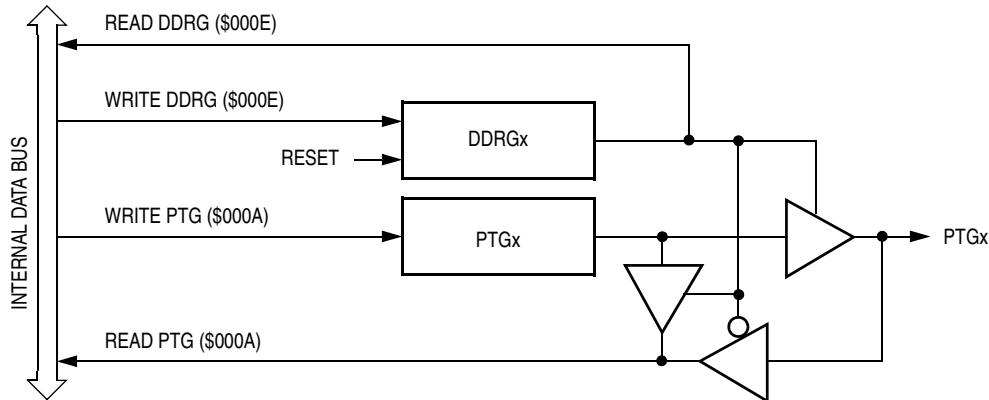 READ DDRG ($000E)
WRITE DDRG ($000E)
DDRGx
RESET
INTERNAL DATA BUS
WRITE PTG ($000A)
PTGx
PTGx
READ PTG ($000A)